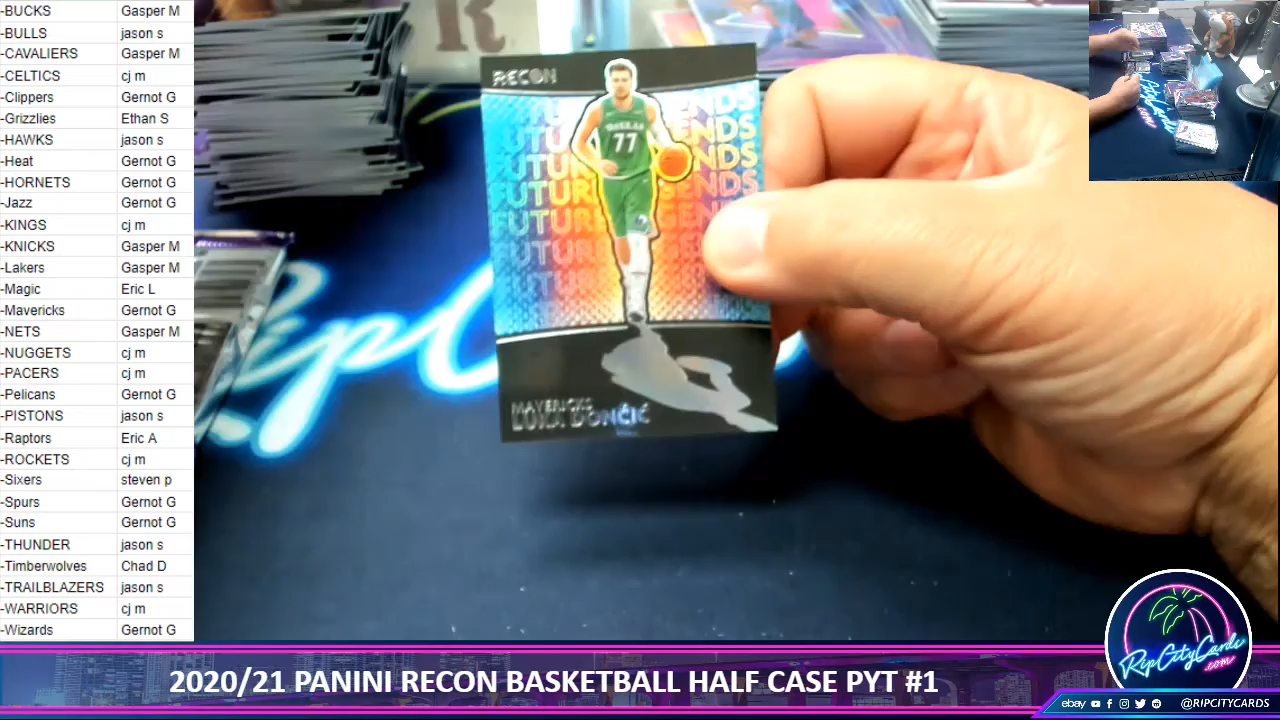 -BUCKS Gasper M
-BULLS jason s
-CAVALIERS Gasper M
-CELTICS cj m
-Clippers Gernot G
-Grizzlies Ethan S
-HAWKS jason s
-Heat Gernot G
-HORNETS Gernot G
-Jazz Gernot G
-KINGS cj m
-KNICKS Gasper M
-Lakers Gasper M
-Magic Eric L
-Mavericks Gernot G
-NETS Gasper M
-NUGGETS cj m
-PACERS cj m
-Pelicans Gernot G
-PISTONS jason s
-Raptors Eric A
-ROCKETS cj m
-Sixers steven p
-Spurs Gernot G
-Suns Gernot G
-THUNDER jason s
-Timberwolves Chad D
-TRAILBLAZERS jason s
-WARRIORS cj m
-Wizards Gernot G
RECON
FUTURE
DALLAS
77
MAVERICKS
LUKA DONČIĆ
2020/21 PANINI RECON BASKETBALL HALF CASE PYT #1
RipCityCards
.com
ebay @RIPCITYCARDS